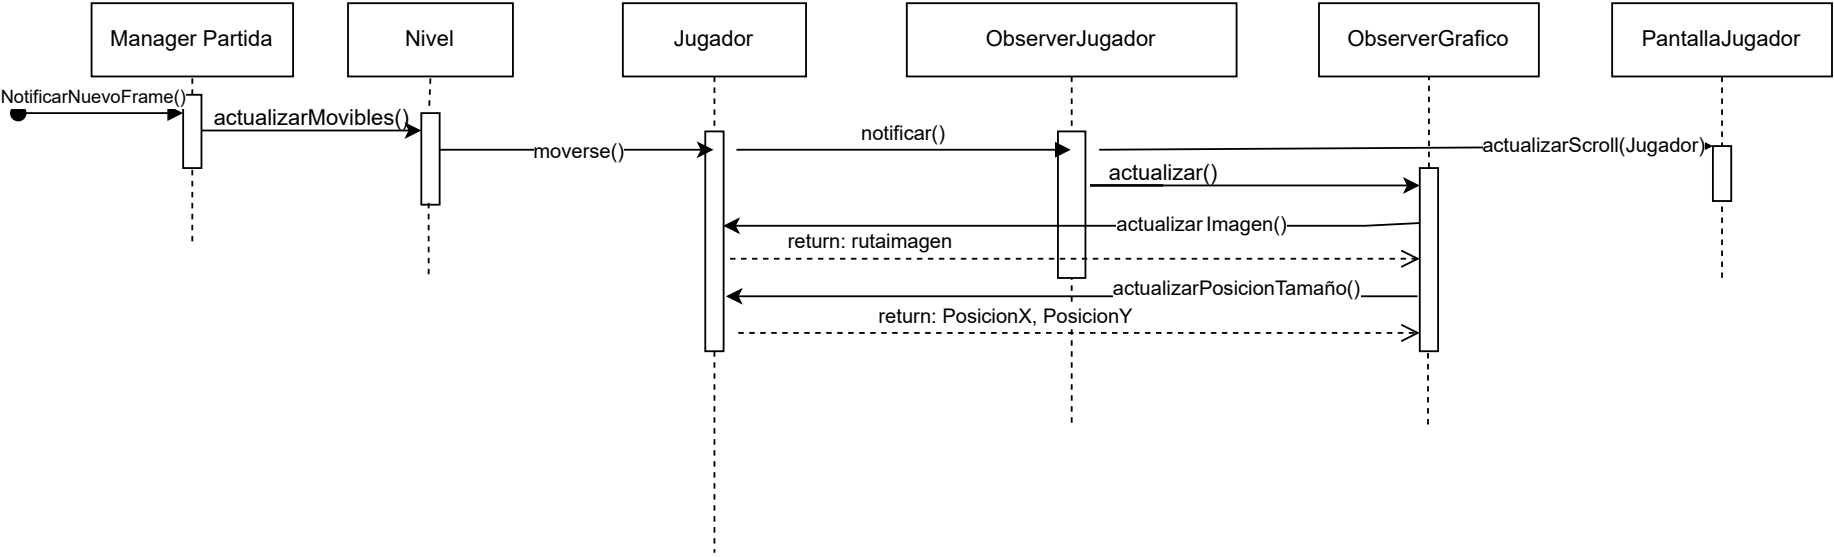 Manager Partida
Nivel
Jugador
ObserverJugador
ObserverGrafico
PantallaJugador
NotificarNuevoFrame()
actualizarMovibles()
moverse()
notificar()
actualizarScroll(Jugador)
actualizar()
actualizar Imagen()
return: rutaimagen
actualizarPosicionTamaño()
return: PosicionX, PosicionY